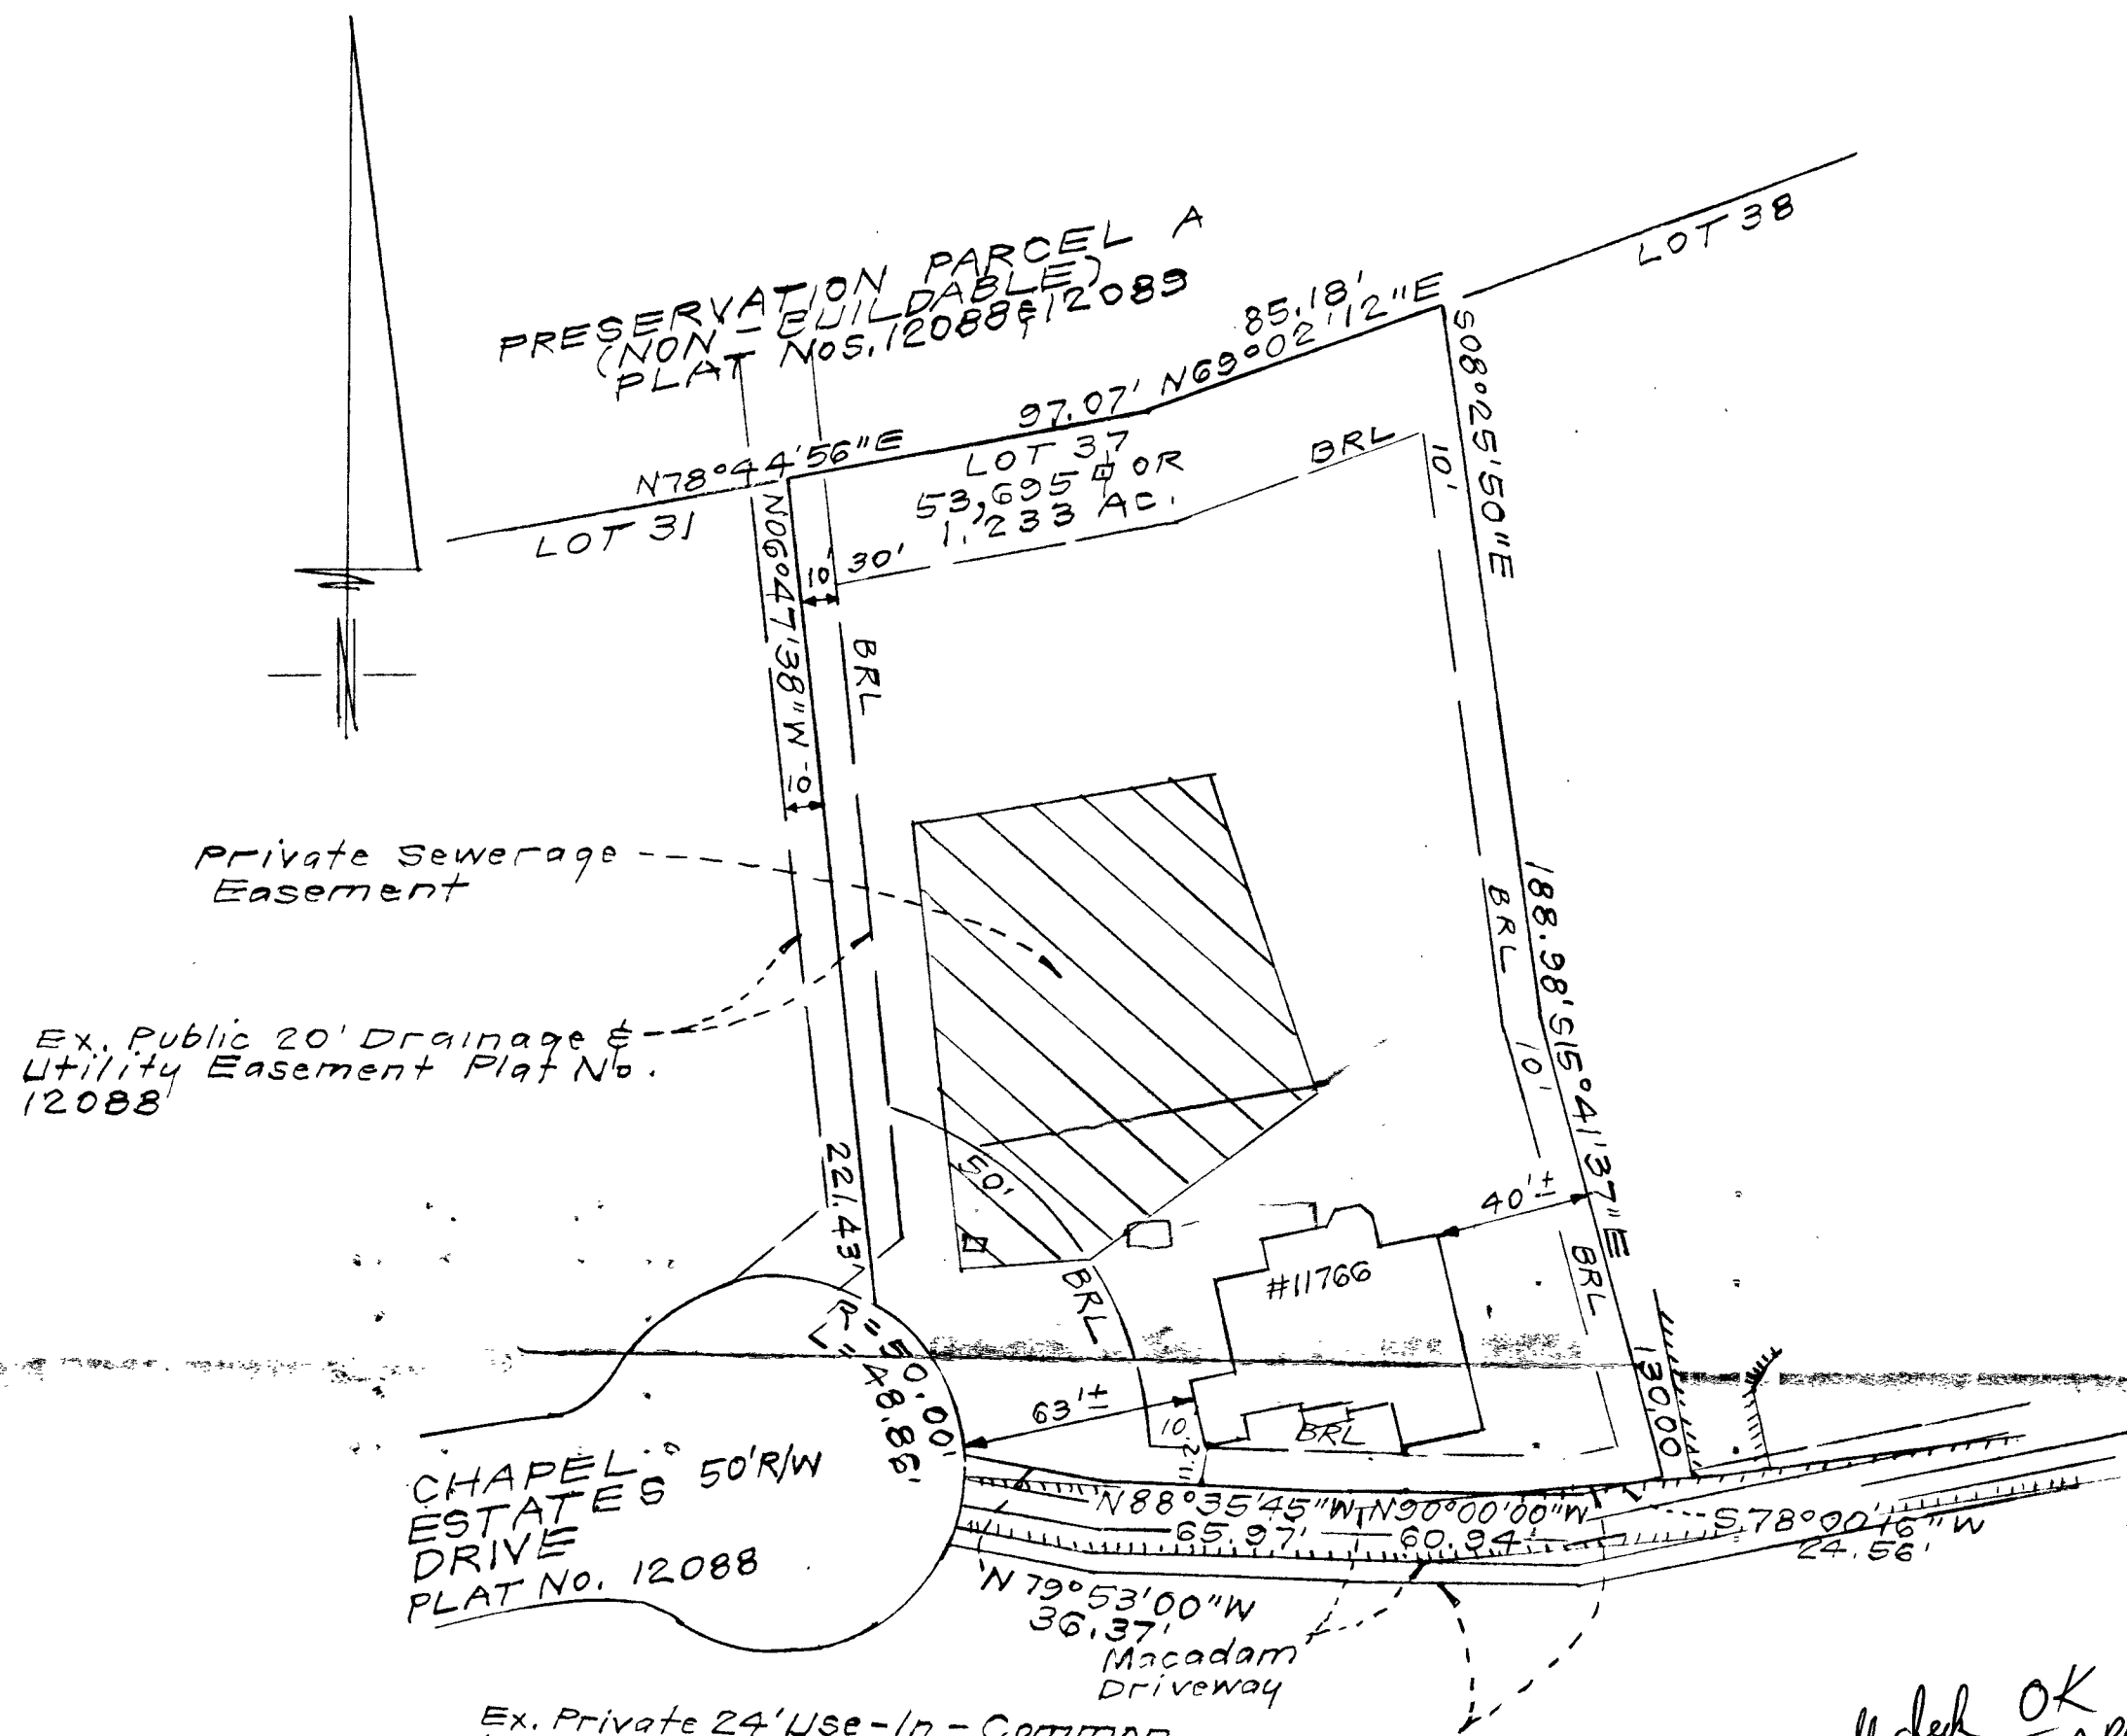 PRESERVATION PARCEL A
(NON-BUILDABLE)
PLAT Nos. 12088 & 12089
LOT 38
85.18'
N69°02'12"E
97.07'
N78°44'56"E
LOT 31
LOT 37
53,695 OR
1.233 AC.
BRL
10'
S08°25'50"E
30'
10'
N06°47'38"W
BRL
10'
N
Private Sewerage
Easement
BRL
188.98'
S15°41'37"E
10'
Ex. Public 20' Drainage &
Utility Easement Plat No.
12088
221.43'
50'
40'±
BRL
BRL
#11766
R=50.00'
L=48.86'
63'±
130.00
10'
BRL
11.2'
CHAPEL
ESTATES 50'R/W
DRIVE
PLAT No. 12088
N88°35'45"W
65.97'
N90°00'00"W
60.94'
S78°00'16"W
24.56'
N79°53'00"W
36.37'
Macadam
Driveway
Ex. Private 24' Use-In-Common
OK